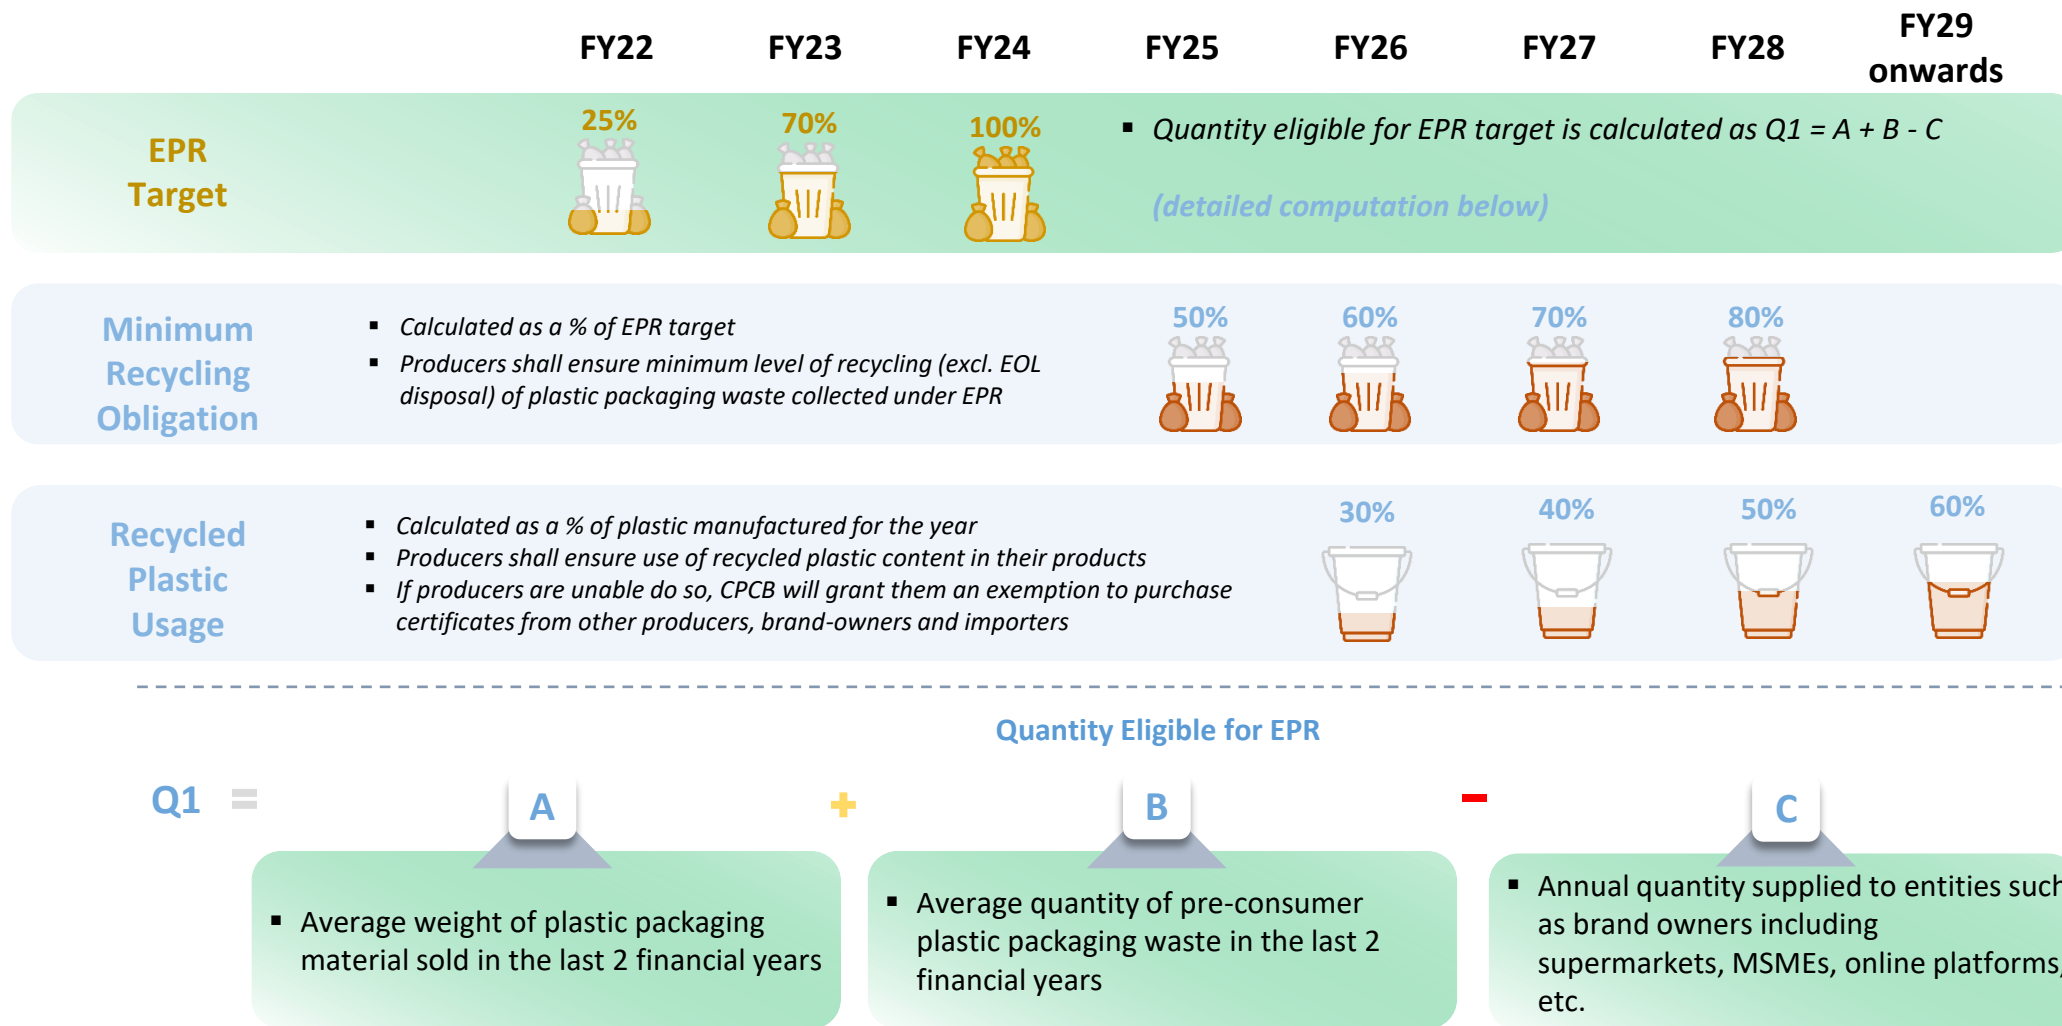 FY22 FY23 FY24 FY25 FY26 FY27 FY28 FY29
onwards
EPR
Target
25% 70% 100%
▪ Quantity eligible for EPR target is calculated as Q1 = A + B - C
(detailed computation below)
Minimum
Recycling
Obligation
▪ Calculated as a % of EPR target
▪ Producers shall ensure minimum level of recycling (excl. EOL
disposal) of plastic packaging waste collected under EPR
50% 60% 70% 80%
Recycled
Plastic
Usage
▪ Calculated as a % of plastic manufactured for the year
▪ Producers shall ensure use of recycled plastic content in their products
▪ If producers are unable do so, CPCB will grant them an exemption to purchase
certificates from other producers, brand-owners and importers
30% 40% 50% 60%
Quantity Eligible for EPR
Q1 = A + B - C
▪ Average weight of plastic packaging
material sold in the last 2 financial years
▪ Average quantity of pre-consumer
plastic packaging waste in the last 2
financial years
▪ Annual quantity supplied to entities such
as brand owners including
supermarkets, MSMEs, online platforms,
etc.